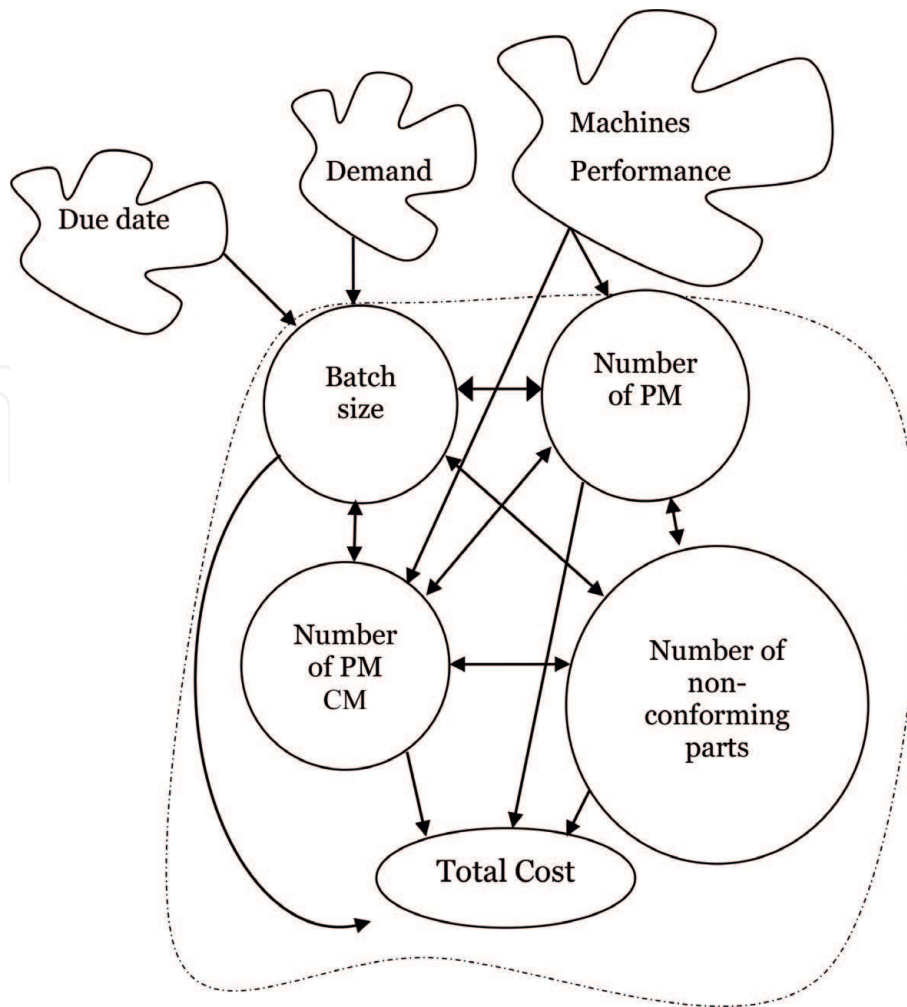 Machines
Performance
Demand
Due date
Batch
size
Number
of PM
Number
of PM
CM
Number of
non-
conforming
parts
Total Cost